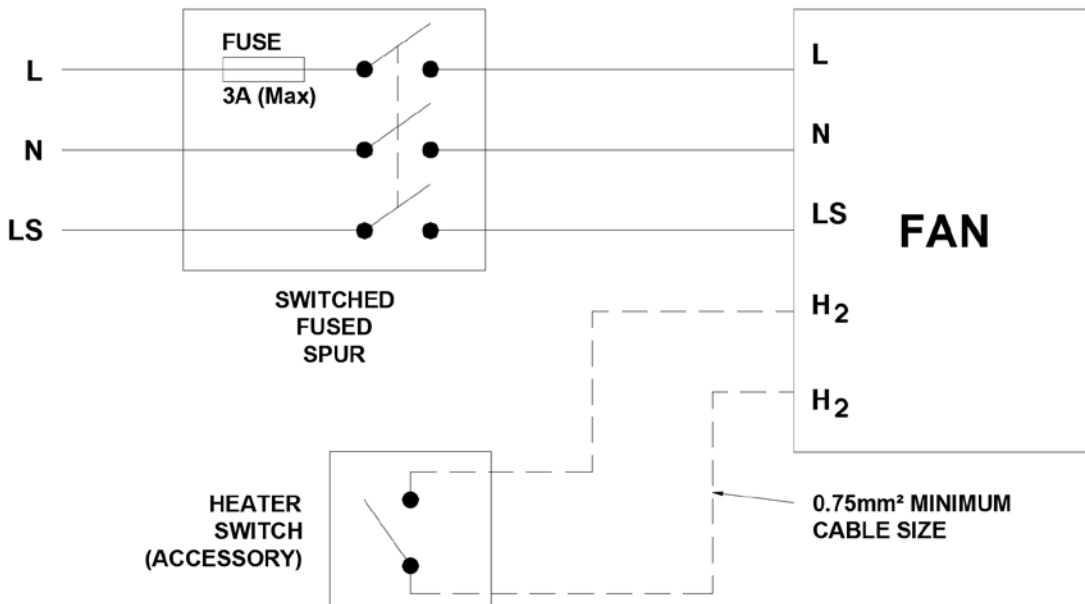 FUSE
3A (Max)
L
N
LS
SWITCHED
FUSED
SPUR
L
N
LS
FAN
H2
H2
HEATER
SWITCH
(ACCESSORY)
0.75mm² MINIMUM
CABLE SIZE